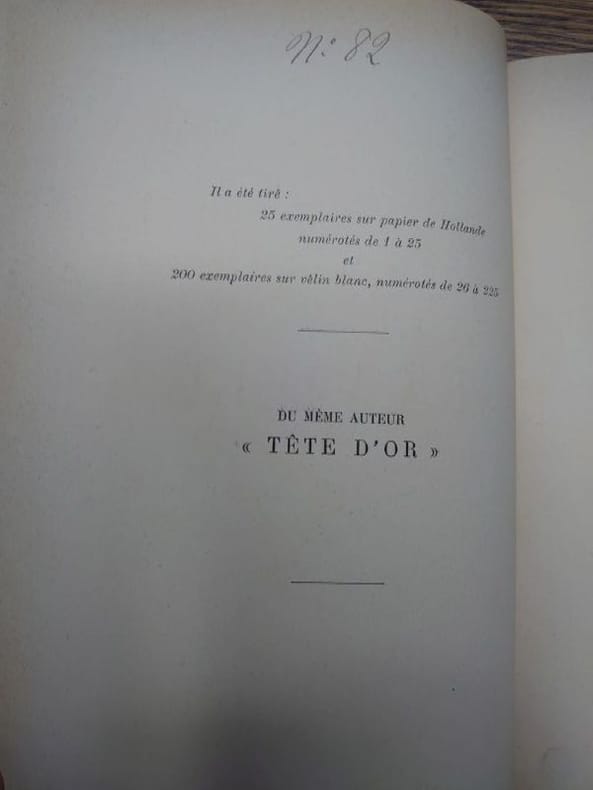 N.º 82
Il a été tiré :
25 exemplaires sur papier de Hollande
numérotés de 1 à 25
et
200 exemplaires sur vélin blanc, numérotés de 26 à 225
DU MÊME AUTEUR
« TÊTE D'OR »